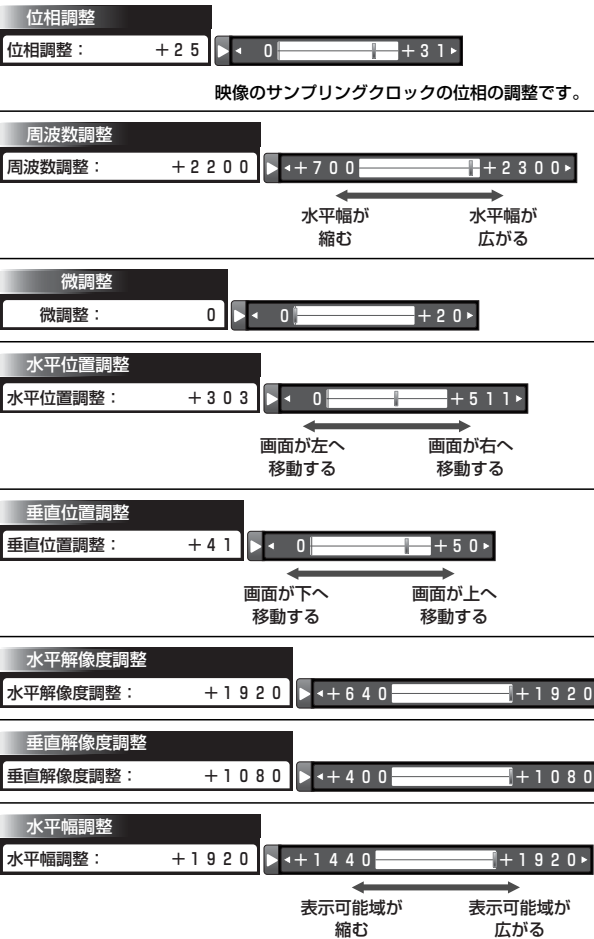 位相調整
位相調整： ＋２５ 0 ＋３１
映像のサンプリングクロックの位相の調整です。
周波数調整
周波数調整： ＋２２００ ＋７００ ＋２３００
水平幅が 水平幅が
縮む 広がる
微調整
微調整： 0 0 ＋２０
水平位置調整
水平位置調整： ＋３０３ 0 ＋５１１
画面が左へ 画面が右へ
移動する 移動する
垂直位置調整
垂直位置調整： ＋４１ 0 ＋５０
画面が下へ 画面が上へ
移動する 移動する
水平解像度調整
水平解像度調整： ＋１９２０ ＋６４０ ＋１９２０
垂直解像度調整
垂直解像度調整： ＋１０８０ ＋４００ ＋１０８０
水平幅調整
水平幅調整： ＋１９２０ ＋１４４０ ＋１９２０
表示可能域が 表示可能域が
縮む 広がる